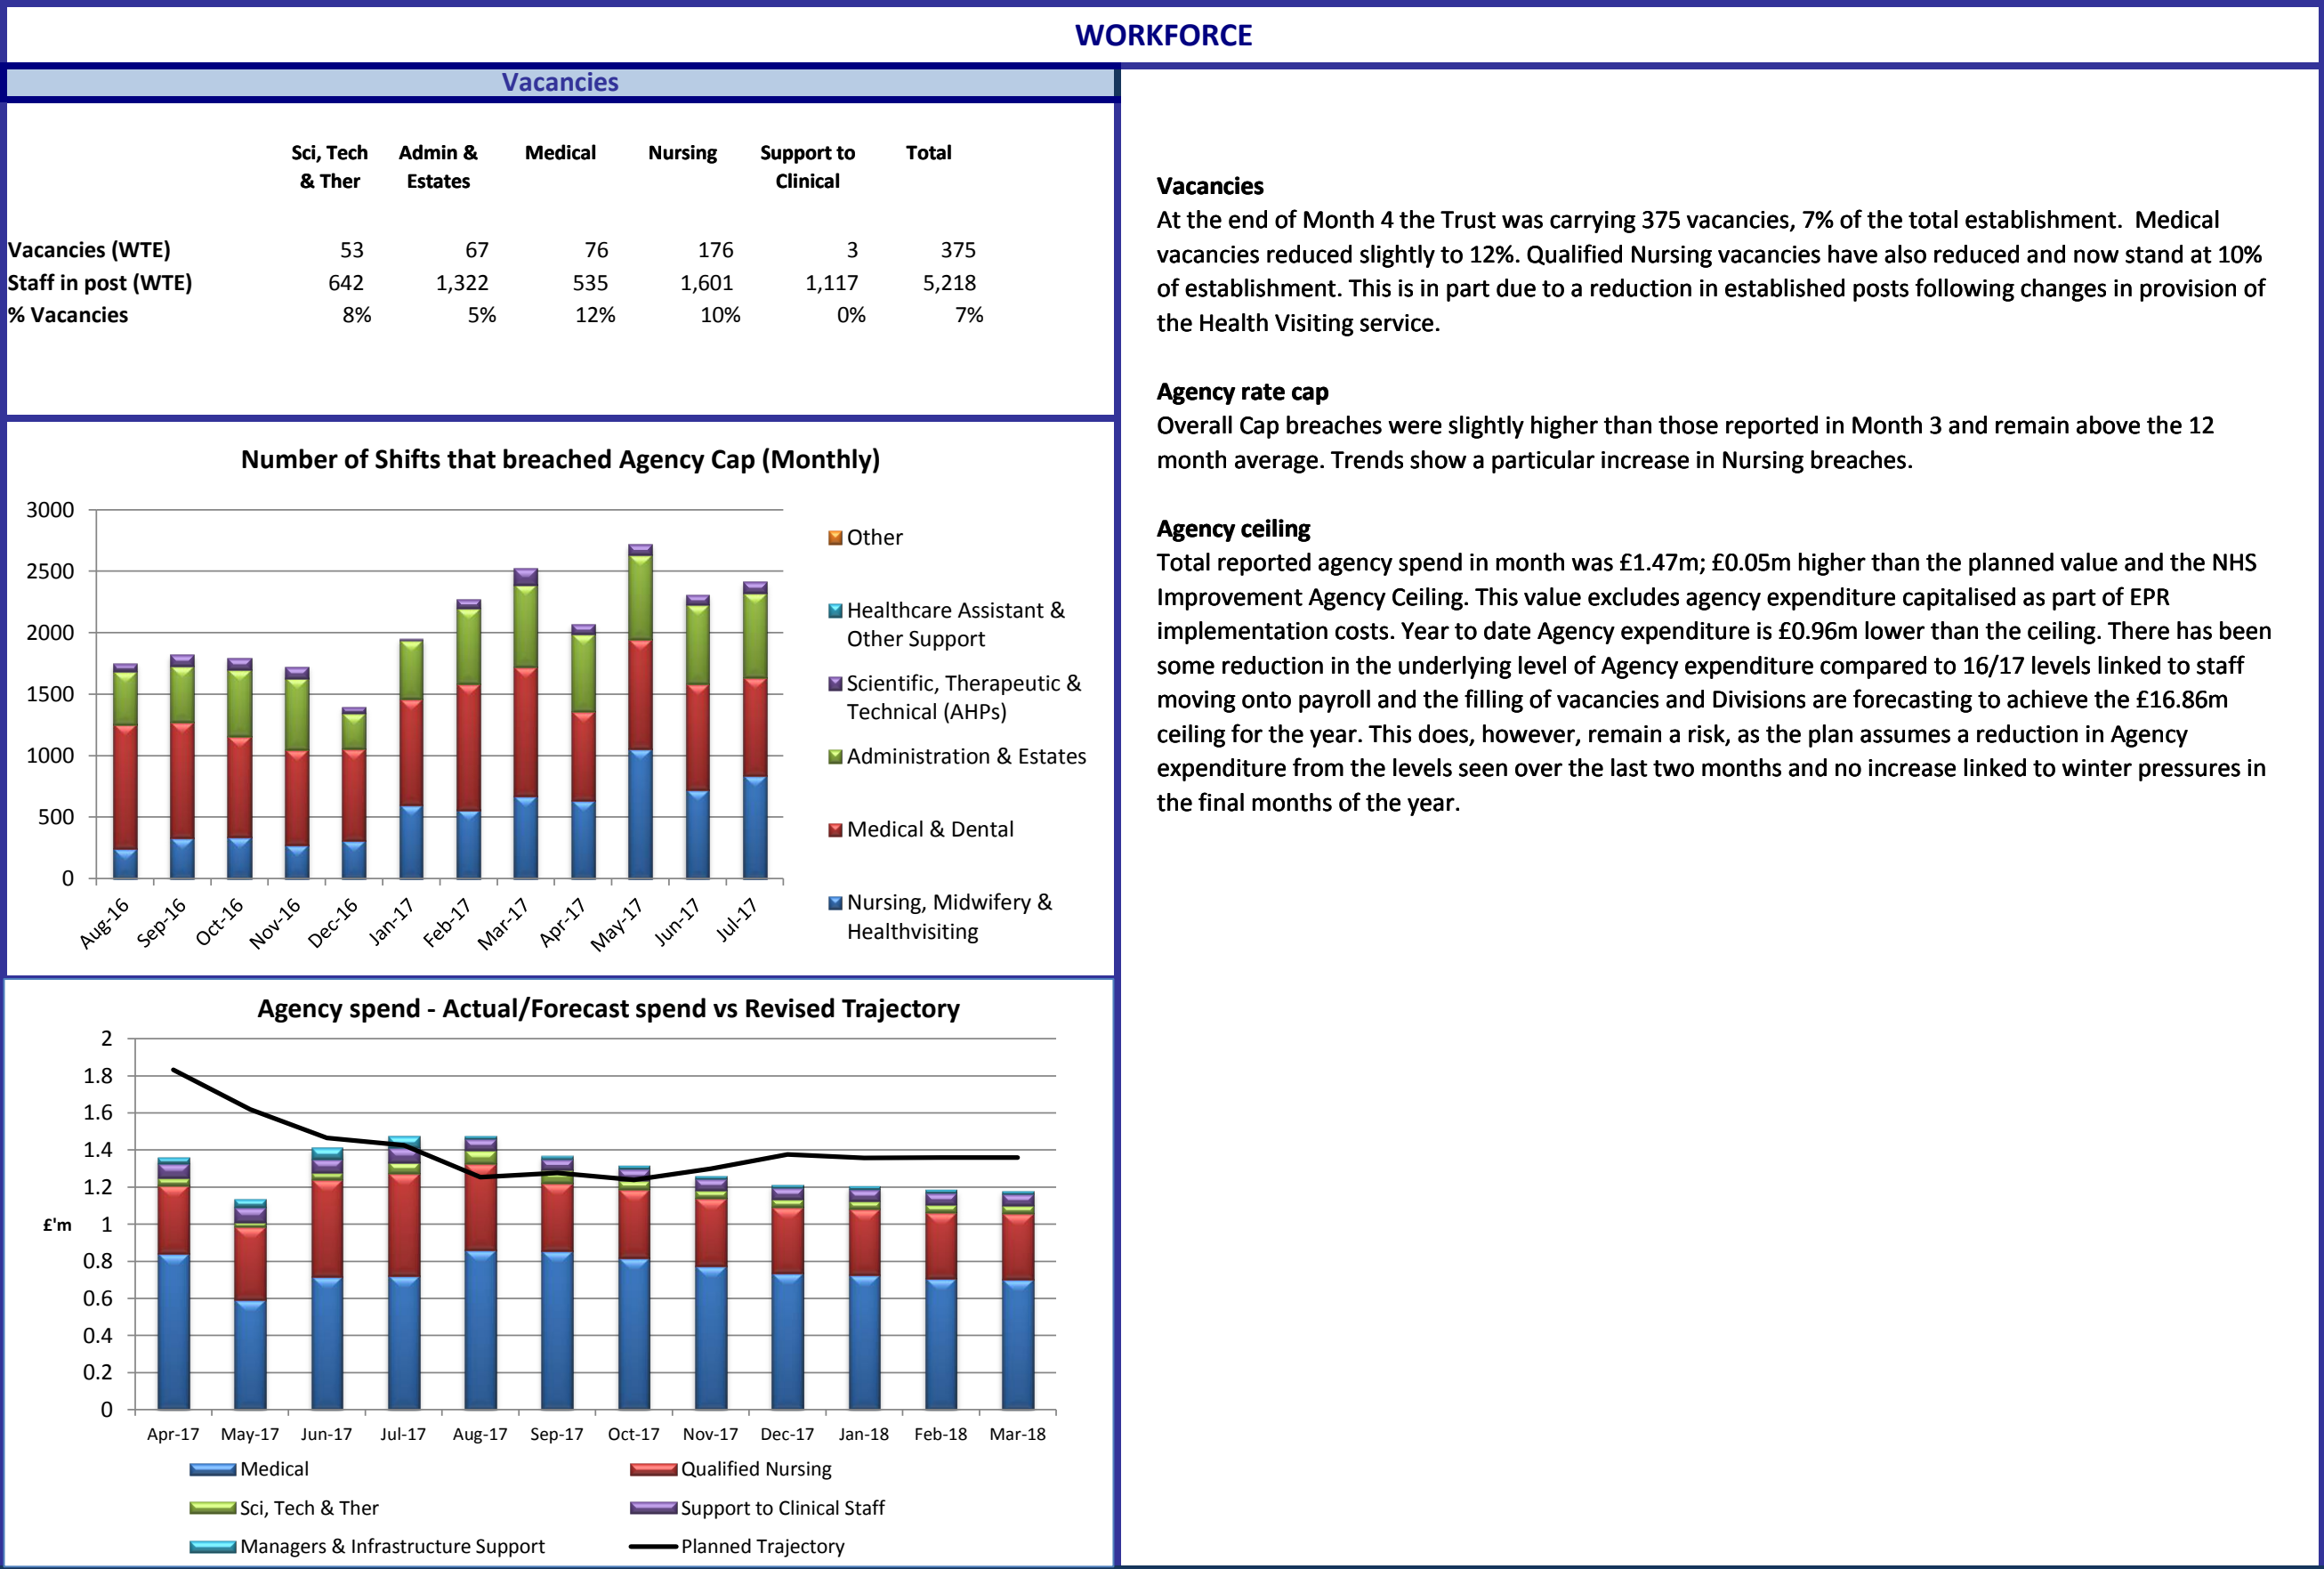 WORKFORCE
Vacancies
Sci, Tech & Ther Admin & Estates Medical Nursing Support to Clinical Total
Vacancies (WTE) 53 67 76 176 3 375
Staff in post (WTE) 642 1,322 535 1,601 1,117 5,218
% Vacancies 8% 5% 12% 10% 0% 7%
Number of Shifts that breached Agency Cap (Monthly)
3000
2500
2000
1500
1000
500
0
Aug-16 Sep-16 Oct-16 Nov-16 Dec-16 Jan-17 Feb-17 Mar-17 Apr-17 May-17 Jun-17 Jul-17
Other
Healthcare Assistant &
Other Support
Scientific, Therapeutic &
Technical (AHPs)
Administration & Estates
Medical & Dental
Nursing, Midwifery &
Healthvisiting
Agency spend - Actual/Forecast spend vs Revised Trajectory
2
1.8
1.6
1.4
1.2
1
0.8
0.6
0.4
0.2
0
£'m
Apr-17 May-17 Jun-17 Jul-17 Aug-17 Sep-17 Oct-17 Nov-17 Dec-17 Jan-18 Feb-18 Mar-18
Medical Qualified Nursing
Sci, Tech & Ther Support to Clinical Staff
Managers & Infrastructure Support Planned Trajectory
Vacancies
At the end of Month 4 the Trust was carrying 375 vacancies, 7% of the total establishment. Medical
vacancies reduced slightly to 12%. Qualified Nursing vacancies have also reduced and now stand at 10%
of establishment. This is in part due to a reduction in established posts following changes in provision of
the Health Visiting service.
Agency rate cap
Overall Cap breaches were slightly higher than those reported in Month 3 and remain above the 12
month average. Trends show a particular increase in Nursing breaches.
Agency ceiling
Total reported agency spend in month was £1.47m; £0.05m higher than the planned value and the NHS
Improvement Agency Ceiling. This value excludes agency expenditure capitalised as part of EPR
implementation costs. Year to date Agency expenditure is £0.96m lower than the ceiling. There has been
some reduction in the underlying level of Agency expenditure compared to 16/17 levels linked to staff
moving onto payroll and the filling of vacancies and Divisions are forecasting to achieve the £16.86m
ceiling for the year. This does, however, remain a risk, as the plan assumes a reduction in Agency
expenditure from the levels seen over the last two months and no increase linked to winter pressures in
the final months of the year.